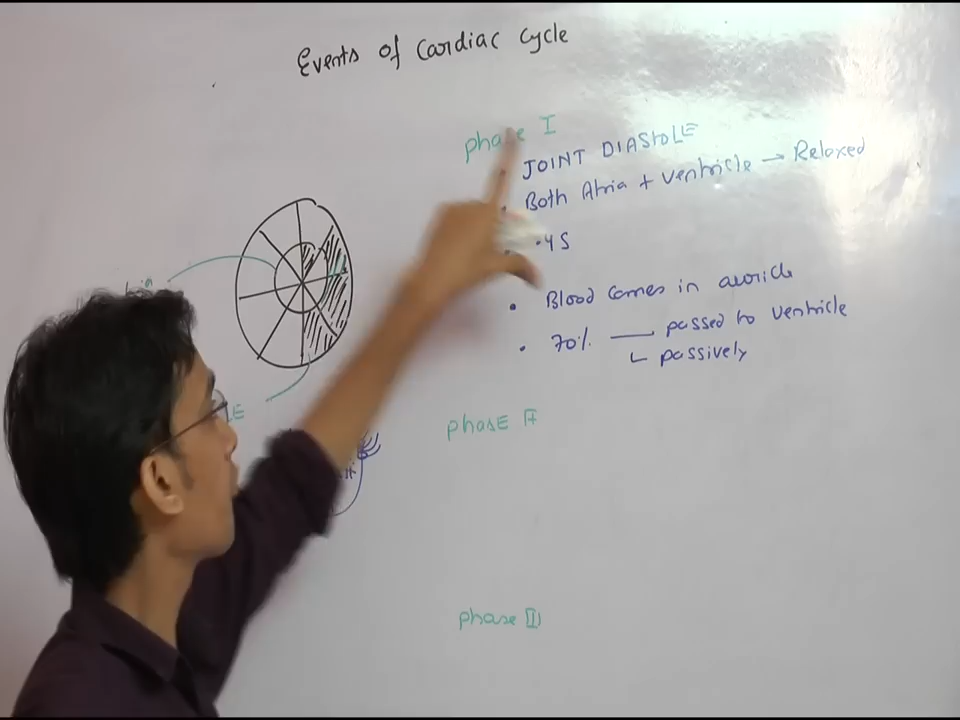 Events of Cardiac Cycle
phase I
JOINT DIASTOLE
Both Atria + Ventricle → Relaxed
.4 S
Blood comes in auricle
70% — passed to ventricle
passively
phase II
phase III